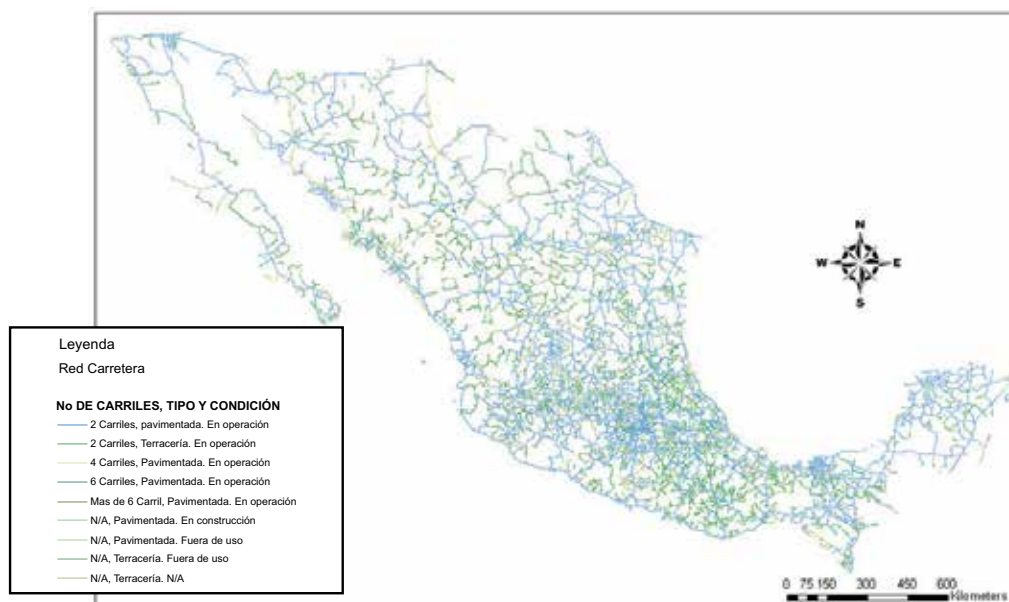 N
W
E
S
Leyenda
Red Carretera
No DE CARRILES, TIPO Y CONDICIÓN
2 Carriles, pavimentada. En operación
2 Carriles, Terracería. En operación
4 Carriles, Pavimentada. En operación
6 Carriles, Pavimentada. En operación
Mas de 6 Carril, Pavimentada. En operación
N/A, Pavimentada. En construcción
N/A, Pavimentada. Fuera de uso
N/A, Terracería. Fuera de uso
N/A, Terracería. N/A
0 75 150 300 450 600
Kilometers